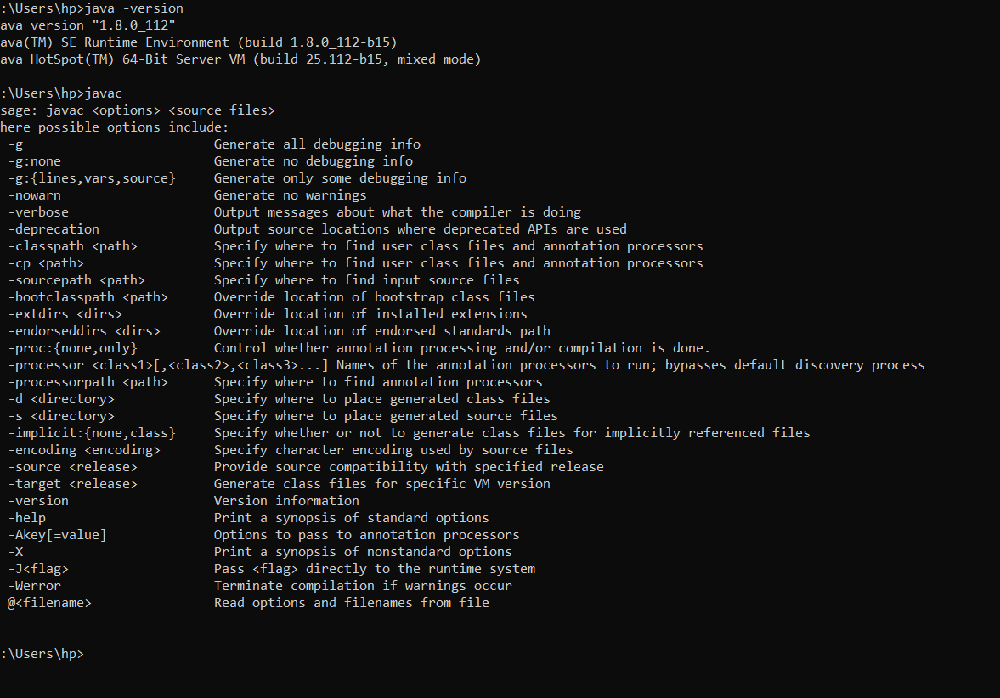 :\Users\hp>java -version
ava version "1.8.0_112"
ava(TM) SE Runtime Environment (build 1.8.0_112-b15)
ava HotSpot(TM) 64-Bit Server VM (build 25.112-b15, mixed mode)
:\Users\hp>javac
sage: javac <options> <source files>
here possible options include:
-g Generate all debugging info
-g:none Generate no debugging info
-g:{lines,vars,source} Generate only some debugging info
-nowarn Generate no warnings
-verbose Output messages about what the compiler is doing
-deprecation Output source locations where deprecated APIs are used
-classpath <path> Specify where to find user class files and annotation processors
-cp <path> Specify where to find user class files and annotation processors
-sourcepath <path> Specify where to find input source files
-bootclasspath <path> Override location of bootstrap class files
-extdirs <dirs> Override location of installed extensions
-endorseddirs <dirs> Override location of endorsed standards path
-proc:{none,only} Control whether annotation processing and/or compilation is done.
-processor <class1>[,<class2>,<class3>...] Names of the annotation processors to run; bypasses default discovery process
-processorpath <path> Specify where to find annotation processors
-d <directory> Specify where to place generated class files
-s <directory> Specify where to place generated source files
-implicit:{none,class} Specify whether or not to generate class files for implicitly referenced files
-encoding <encoding> Specify character encoding used by source files
-source <release> Provide source compatibility with specified release
-target <release> Generate class files for specific VM version
-version Version information
-help Print a synopsis of standard options
-Akey[=value] Options to pass to annotation processors
-X Print a synopsis of nonstandard options
-J<flag> Pass <flag> directly to the runtime system
-Werror Terminate compilation if warnings occur
@<filename> Read options and filenames from file
:\Users\hp>